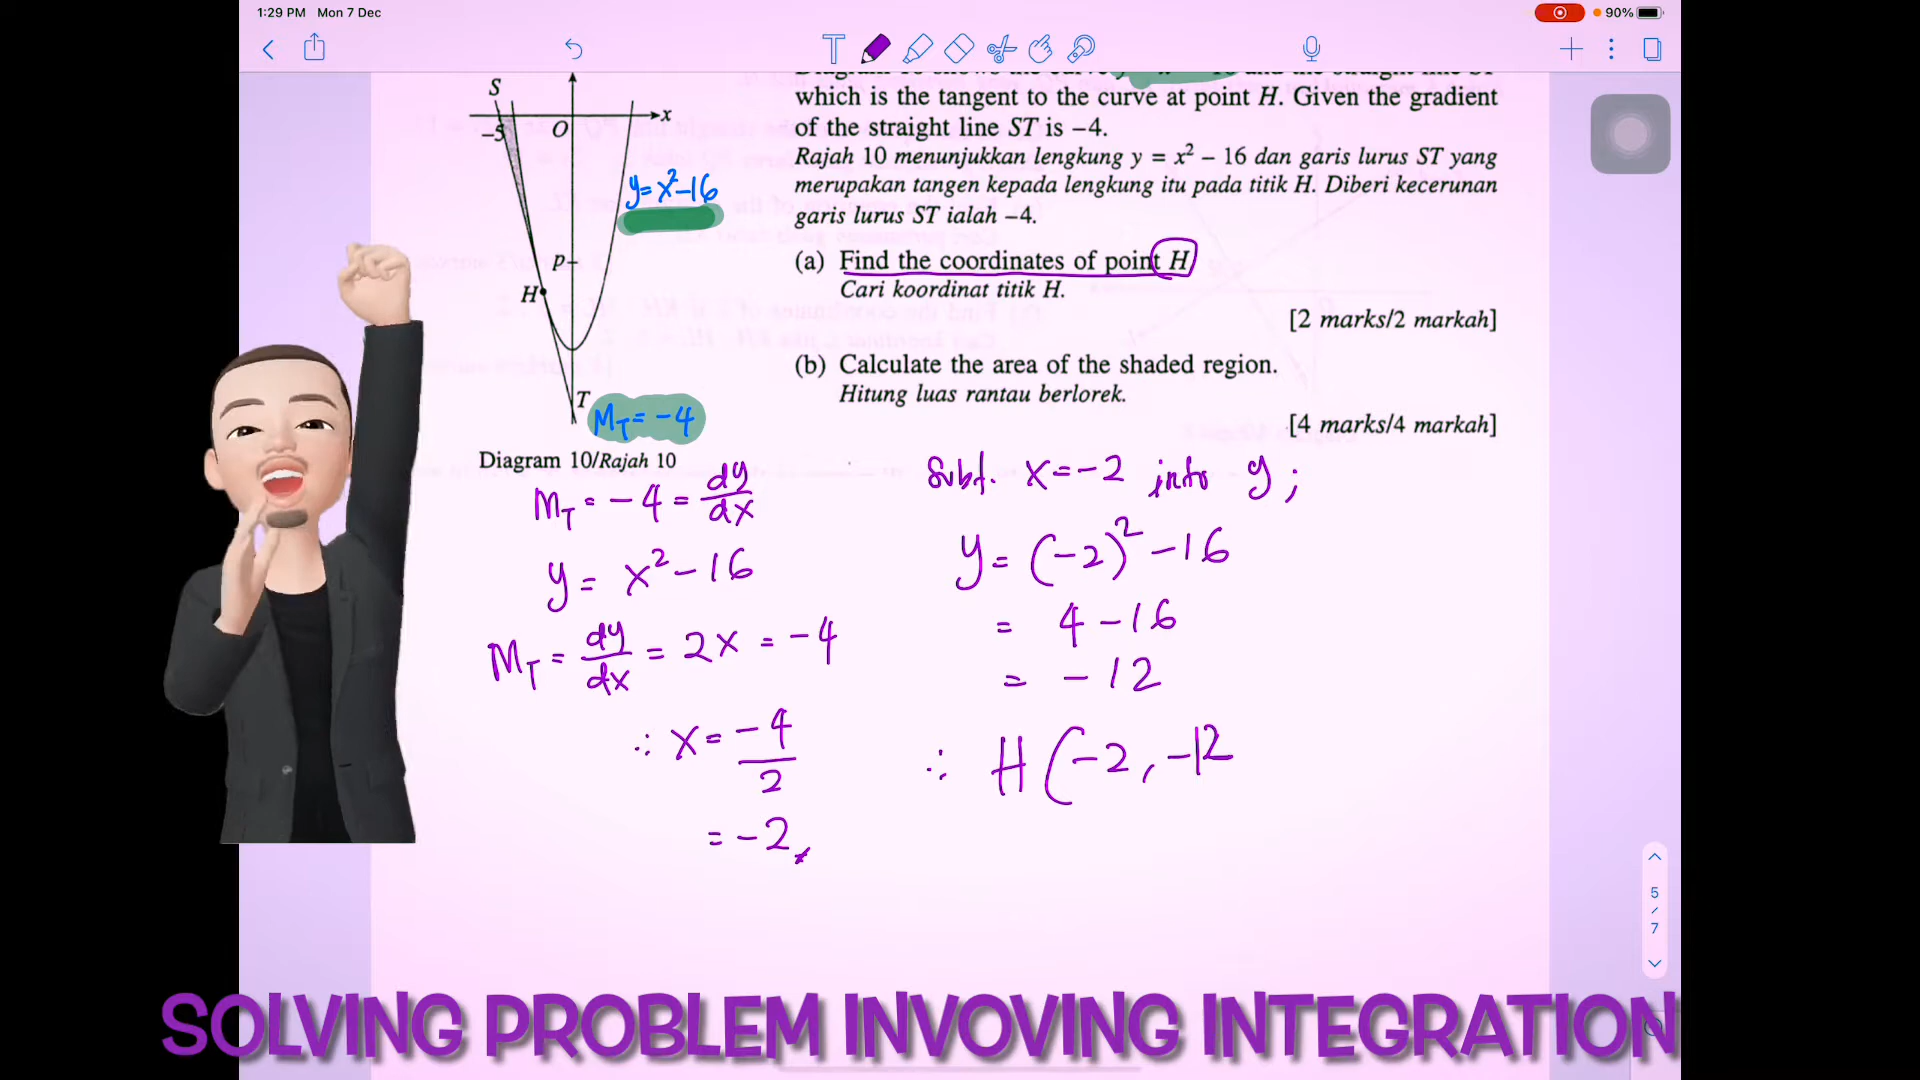 1:29 PM Mon 7 Dec
90%
T
S
x
-5
O
y = x² - 16
P
H
T
M_T = -4
Diagram 10/Rajah 10
which is the tangent to the curve at point H. Given the gradient
of the straight line ST is -4.
Rajah 10 menunjukkan lengkung y = x² - 16 dan garis lurus ST yang
merupakan tangen kepada lengkung itu pada titik H. Diberi kecerunan
garis lurus ST ialah -4.
(a) Find the coordinates of point H
Cari koordinat titik H.
[2 marks/2 markah]
(b) Calculate the area of the shaded region.
Hitung luas rantau berlorek.
[4 marks/4 markah]
M_T = -4 = dy/dx
y = x² - 16
M_T = dy/dx = 2x = -4
∴ x = -4/2
= -2
Subt. x = -2 into y ;
y = (-2)² - 16
= 4 - 16
= -12
∴ H (-2, -12
5
/
7
SOLVING PROBLEM INVOVING INTEGRATION